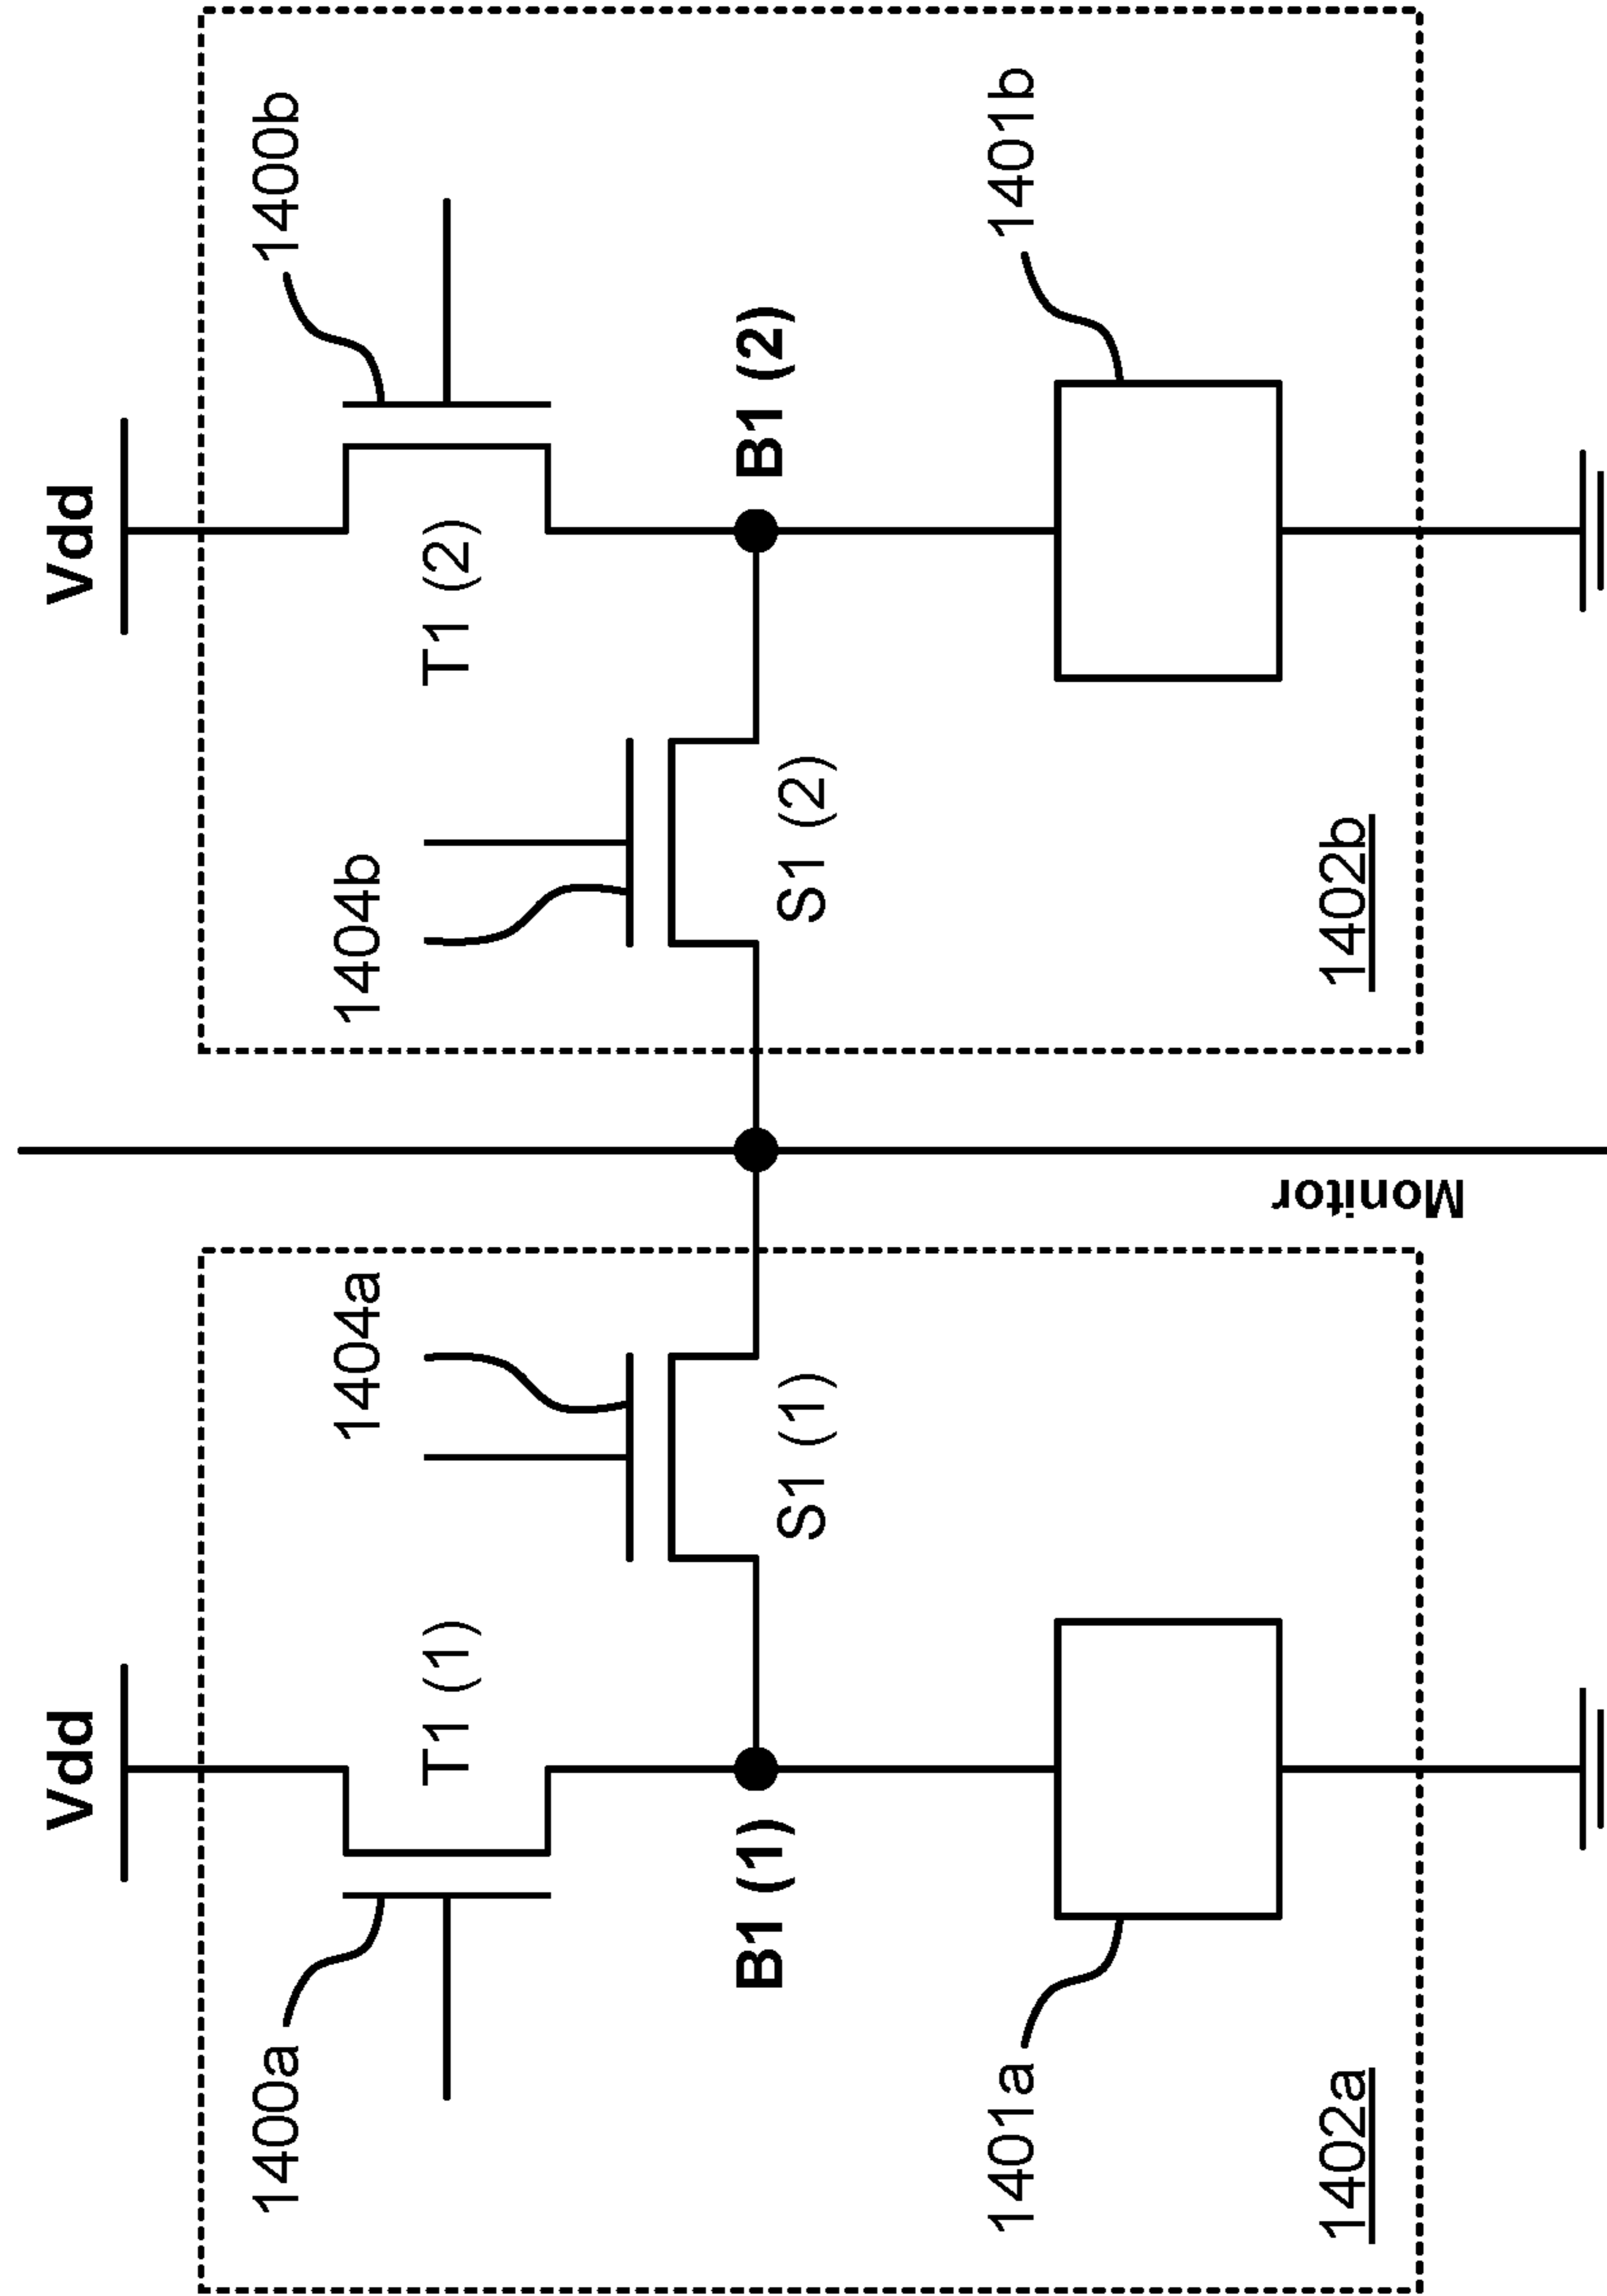 Vdd
Vdd
1400a
1400b
T1 (1)
T1 (2)
1404a
1404b
B1 (1)
B1 (2)
S1 (1)
S1 (2)
1401a
1401b
Monitor
1402a
1402b